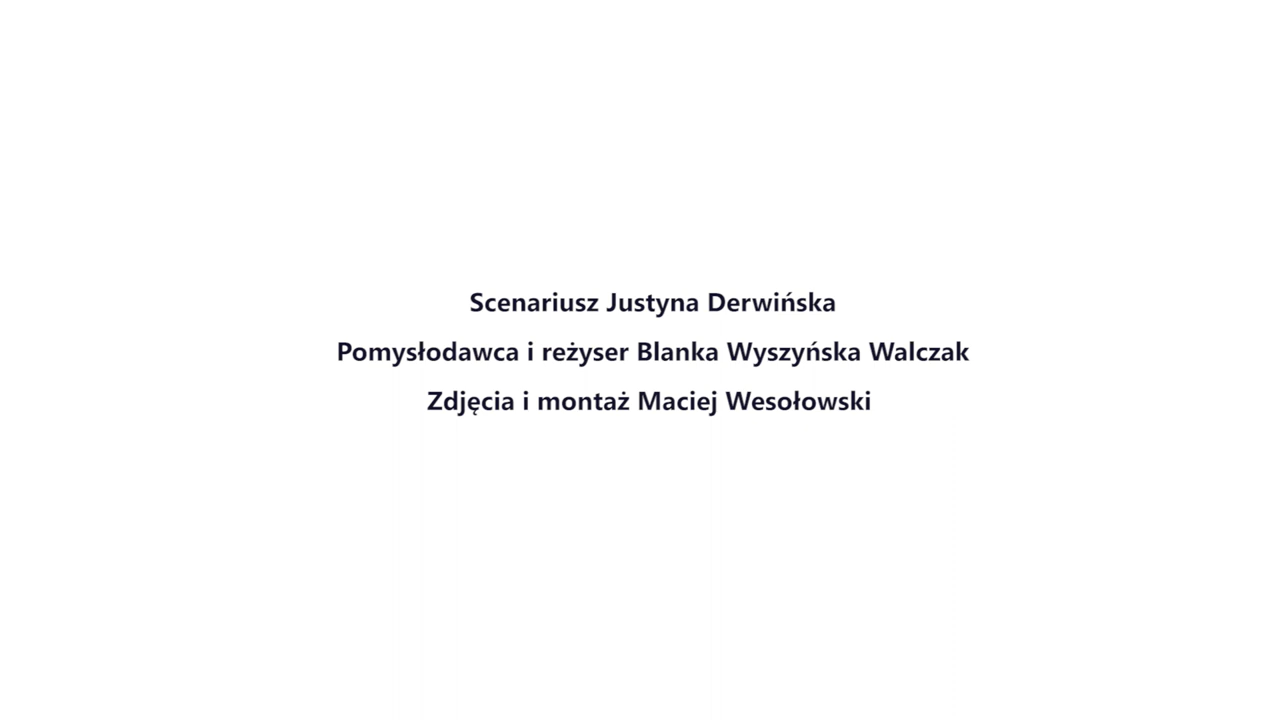 Scenariusz Justyna Derwińska
Pomysłodawca i reżyser Blanka Wyszyńska Walczak
Zdjęcia i montaż Maciej Wesołowski